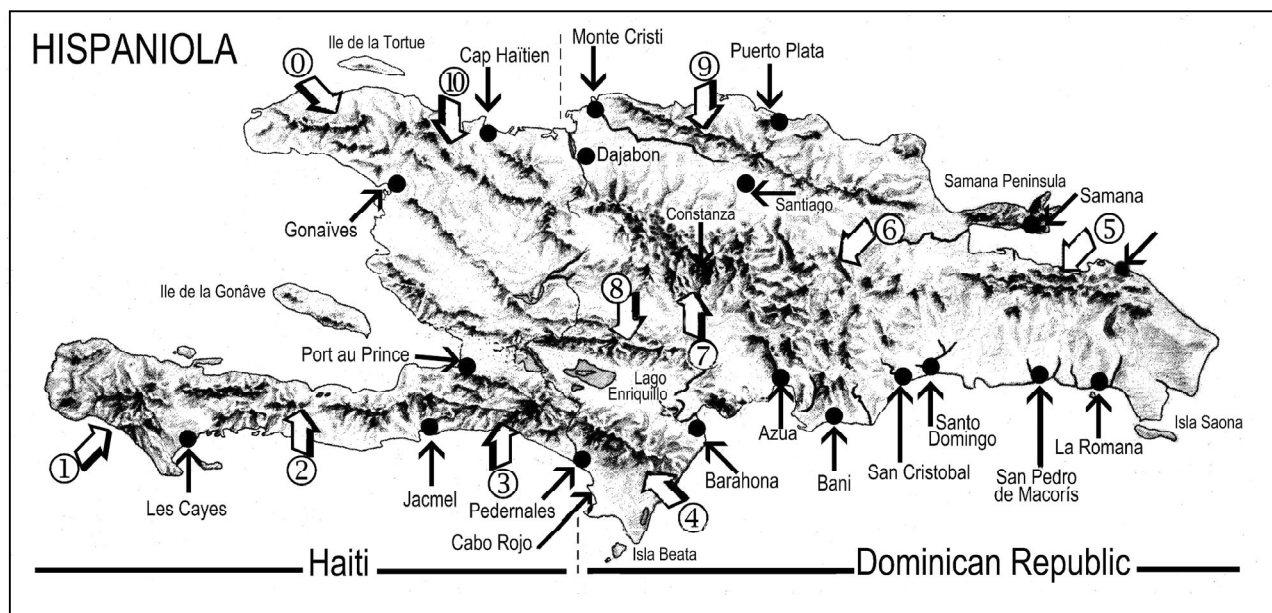 HISPANIOLA
Ile de la Tortue
Cap Haïtien
Monte Cristi
Puerto Plata
⓪
⑩
⑨
Dajabon
Samana Peninsula
Samana
Santiago
Gonaïves
Constanza
⑥
⑤
Ile de la Gonâve
⑧
Port au Prince
⑦
Lago
Enriquillo
Isla Saona
①
②
③
④
Les Cayes
Jacmel
Pedernales
Cabo Rojo
Isla Beata
Barahona
Azua
Bani
San Cristobal
Santo
Domingo
San Pedro
de Macorís
La Romana
Haiti
Dominican Republic